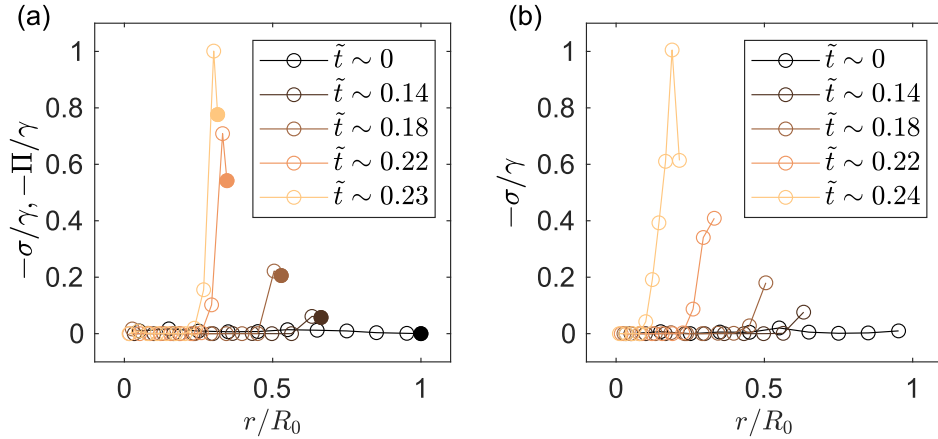 (a)
−σ/γ, −Π/γ
1
0.8
0.6
0.4
0.2
0
0
0.5
1
r/R₀
t̃ ∼ 0
t̃ ∼ 0.14
t̃ ∼ 0.18
t̃ ∼ 0.22
t̃ ∼ 0.23
(b)
−σ/γ
1
0.8
0.6
0.4
0.2
0
0
0.5
1
r/R₀
t̃ ∼ 0
t̃ ∼ 0.14
t̃ ∼ 0.18
t̃ ∼ 0.22
t̃ ∼ 0.24